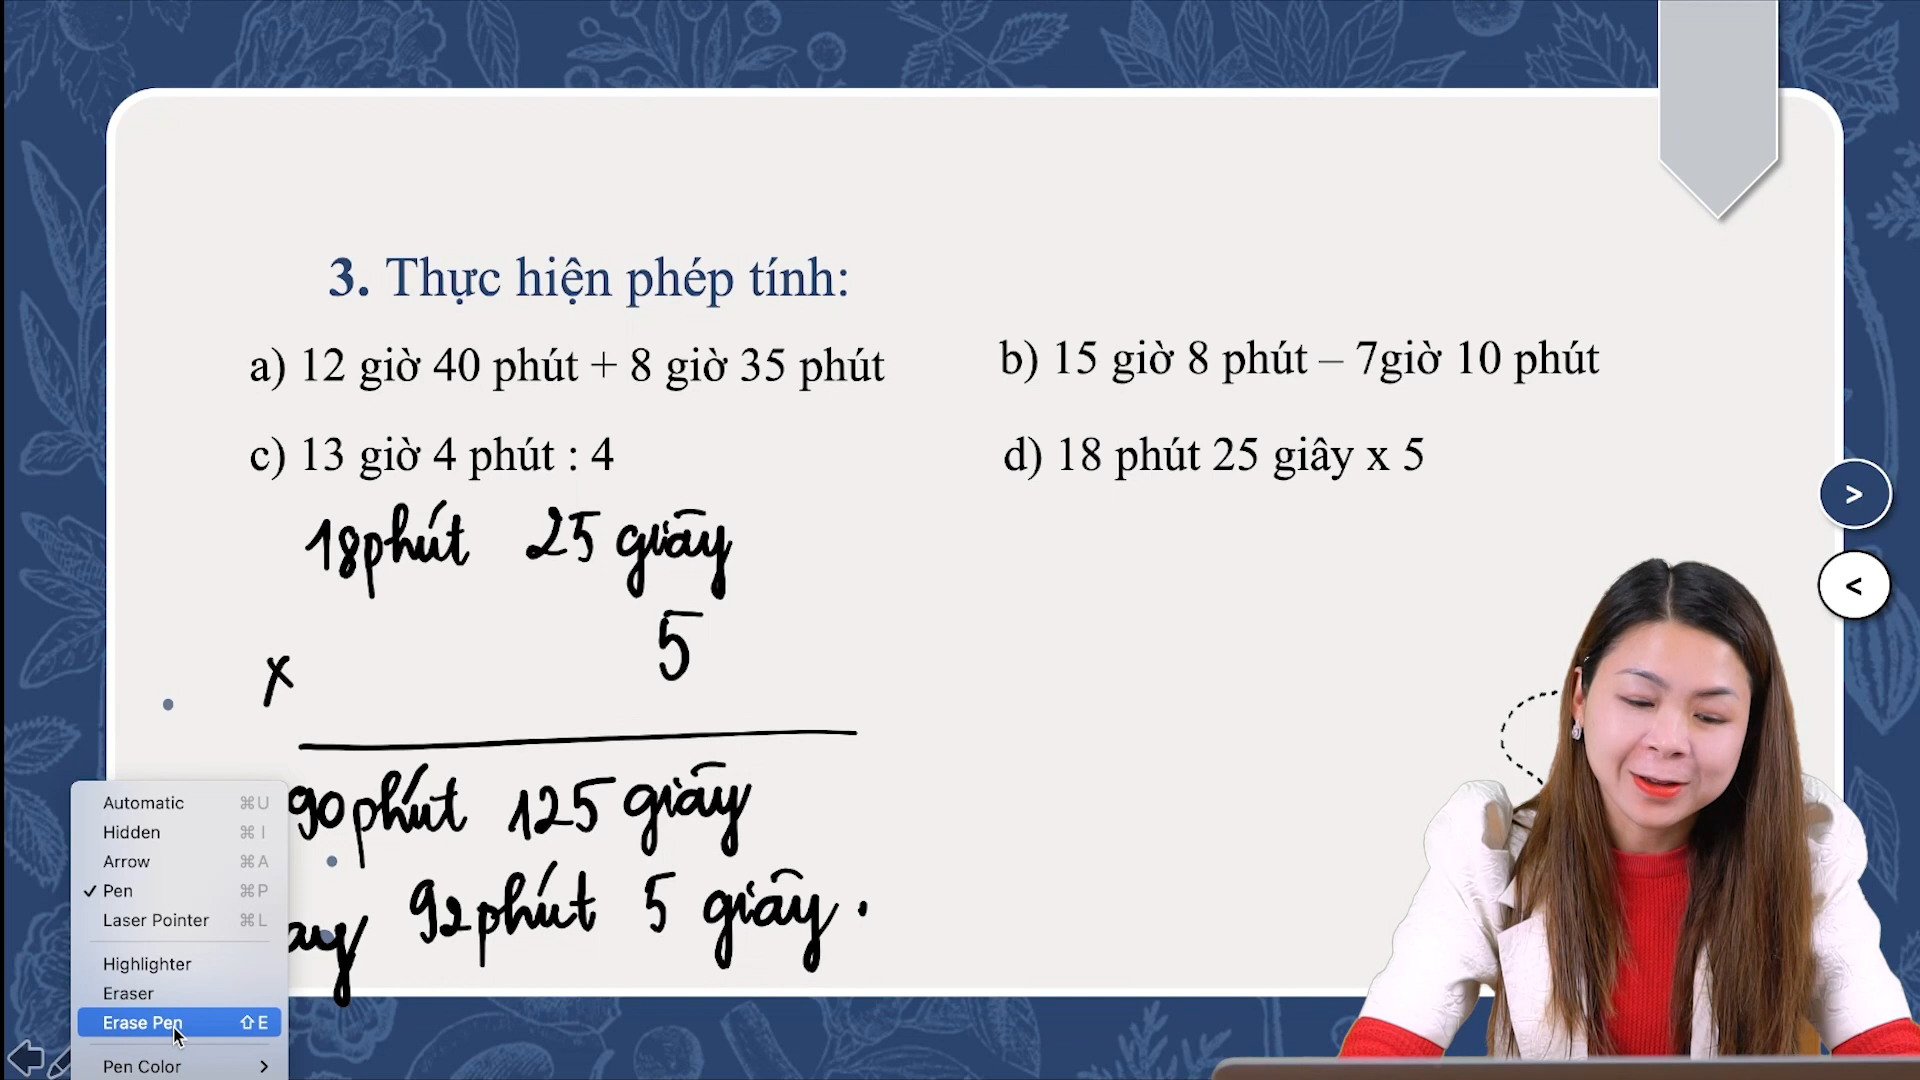 3. Thực hiện phép tính:
a) 12 giờ 40 phút + 8 giờ 35 phút
b) 15 giờ 8 phút – 7giờ 10 phút
c) 13 giờ 4 phút : 4
d) 18 phút 25 giây x 5
18phút 25 giây
5
x
90phút 125 giây
92phút 5 giây.
>
<
Automatic ⌘U
Hidden ⌘I
Arrow ⌘A
✓ Pen ⌘P
Laser Pointer ⌘L
Highlighter
Eraser
Erase Pen ⇧E
Pen Color >